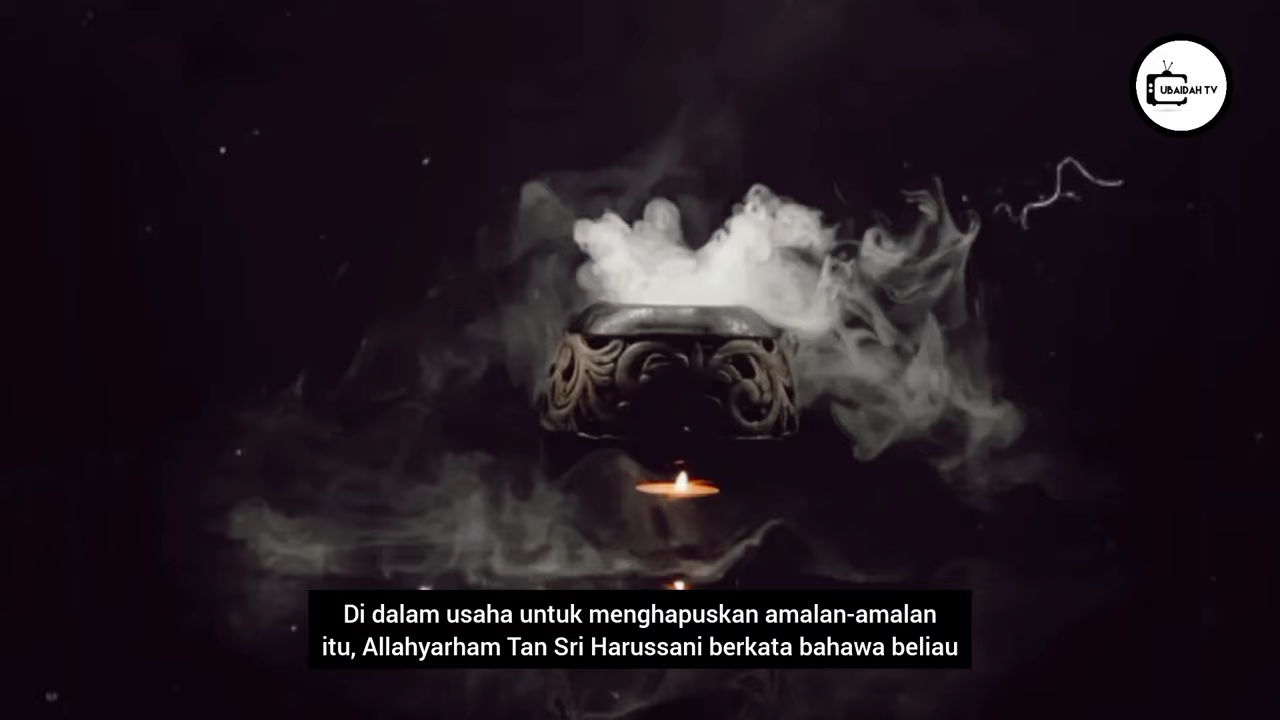 UBAIDAH TV
Di dalam usaha untuk menghapuskan amalan-amalan
itu, Allahyarham Tan Sri Harussani berkata bahawa beliau